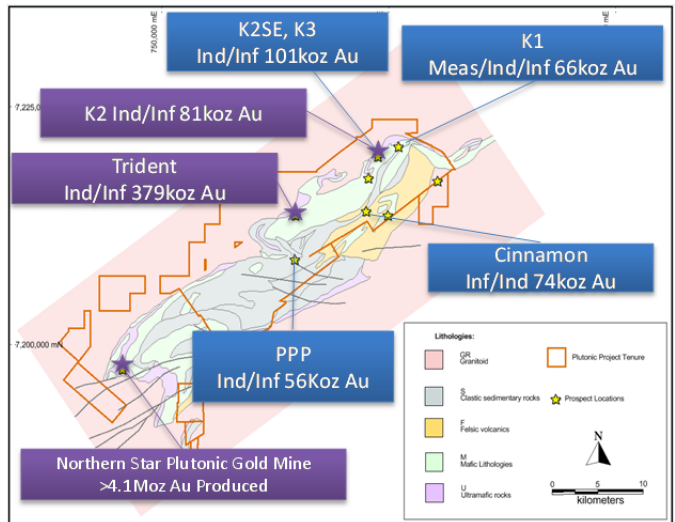 750,000 mE
K2SE, K3
Ind/Inf 101koz Au
K1
Meas/Ind/Inf 66koz Au
7,225,0
K2 Ind/Inf 81koz Au
Trident
Ind/Inf 379koz Au
Cinnamon
Inf/Ind 74koz Au
7,200,000 mN
PPP
Ind/Inf 56Koz Au
Northern Star Plutonic Gold Mine
>4.1Moz Au Produced
Lithologies:
GR
Granitoid
Plutonic Project Tenure
S
Clastic sedimentary rocks
Prospect Locations
F
Felsic volcanics
M
Mafic Lithologies
N
U
Ultramafic rocks
0 5 10
kilometers